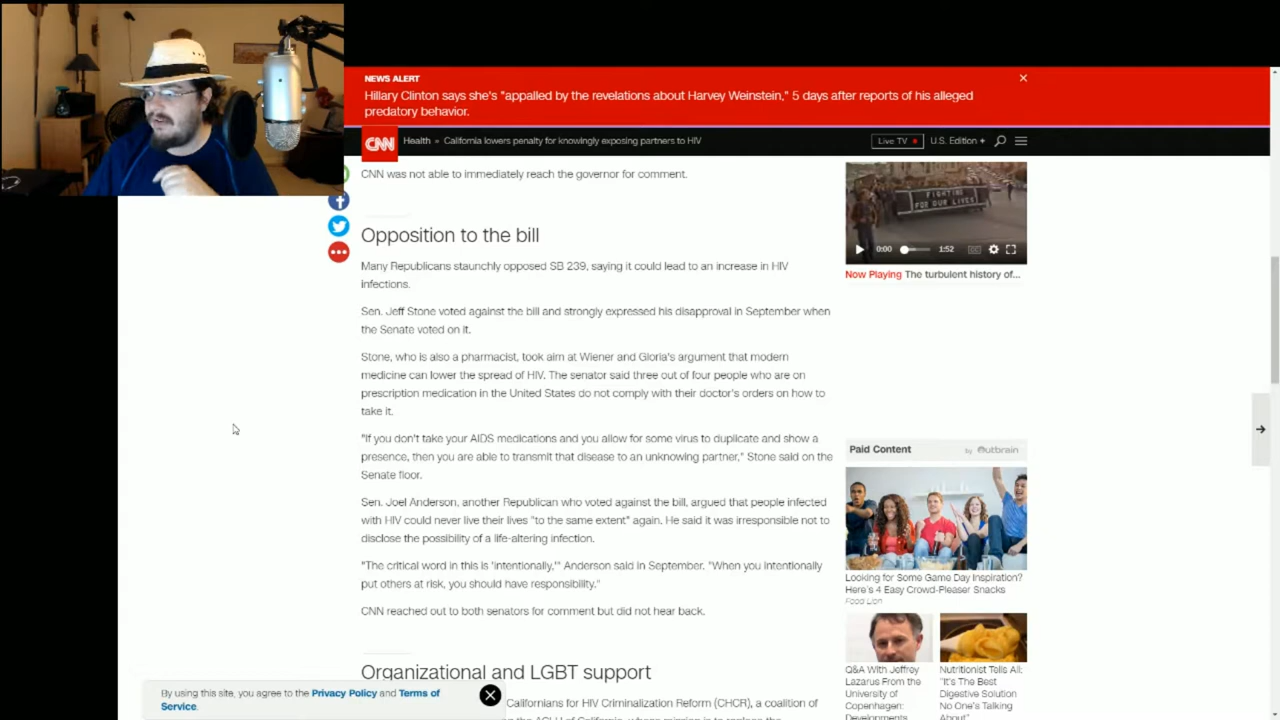 NEWS ALERT
Hillary Clinton says she's "appalled by the revelations about Harvey Weinstein," 5 days after reports of his alleged
predatory behavior.
CNN
Health » California lowers penalty for knowingly exposing partners to HIV
Live TV
U.S. Edition +
CNN was not able to immediately reach the governor for comment.
Opposition to the bill
Many Republicans staunchly opposed SB 239, saying it could lead to an increase in HIV
infections.
Sen. Jeff Stone voted against the bill and strongly expressed his disapproval in September when
the Senate voted on it.
Stone, who is also a pharmacist, took aim at Wiener and Gloria's argument that modern
medicine can lower the spread of HIV. The senator said three out of four people who are on
prescription medication in the United States do not comply with their doctor's orders on how to
take it.
"If you don't take your AIDS medications and you allow for some virus to duplicate and show a
presence, then you are able to transmit that disease to an unknowing partner," Stone said on the
Senate floor.
Sen. Joel Anderson, another Republican who voted against the bill, argued that people infected
with HIV could never live their lives "to the same extent" again. He said it was irresponsible not to
disclose the possibility of a life-altering infection.
"The critical word in this is 'intentionally,'" Anderson said in September. "When you intentionally
put others at risk, you should have responsibility."
CNN reached out to both senators for comment but did not hear back.
Organizational and LGBT support
Californians for HIV Criminalization Reform (CHCR), a coalition of
By using this site, you agree to the Privacy Policy and Terms of
Service.
FIGHTING
FOR OUR LIVES
0:00
1:52
CC
Now Playing The turbulent history of...
Paid Content
by Outbrain
Looking for Some Game Day Inspiration?
Here's 4 Easy Crowd-Pleaser Snacks
Food Lion
Q&A With Jeffrey
Lazarus From the
University of
Copenhagen:
Developments
Nutritionist Tells All:
"It's The Best
Digestive Solution
No One's Talking
About"